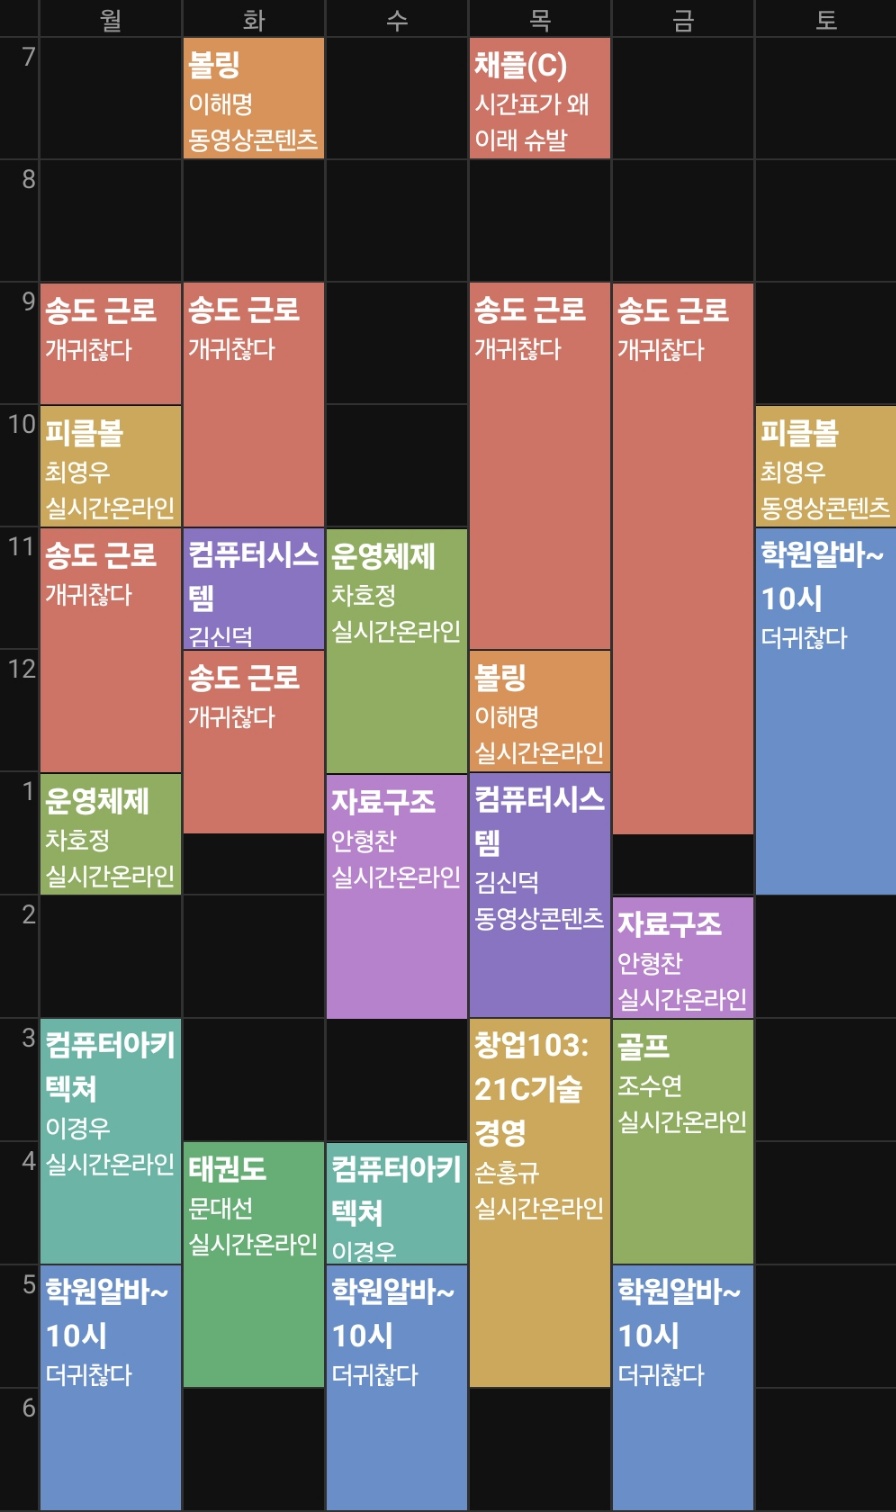 월 화 수 목 금 토
7
볼링
이해명
동영상콘텐츠
채플(C)
시간표가 왜
이래 슈발
8
9
송도 근로
개귀찮다
송도 근로
개귀찮다
송도 근로
개귀찮다
송도 근로
개귀찮다
10
피클볼
최영우
실시간온라인
피클볼
최영우
동영상콘텐츠
11
송도 근로
개귀찮다
컴퓨터시스
템
김신덕
운영체제
차호정
실시간온라인
학원알바~
10시
더귀찮다
12
송도 근로
개귀찮다
볼링
이해명
실시간온라인
1
운영체제
차호정
실시간온라인
자료구조
안형찬
실시간온라인
컴퓨터시스
템
김신덕
동영상콘텐츠
2
자료구조
안형찬
실시간온라인
3
컴퓨터아키
텍쳐
이경우
실시간온라인
창업103:
21C기술
경영
손홍규
실시간온라인
골프
조수연
실시간온라인
4
태권도
문대선
실시간온라인
컴퓨터아키
텍쳐
이경우
5
학원알바~
10시
더귀찮다
학원알바~
10시
더귀찮다
학원알바~
10시
더귀찮다
6